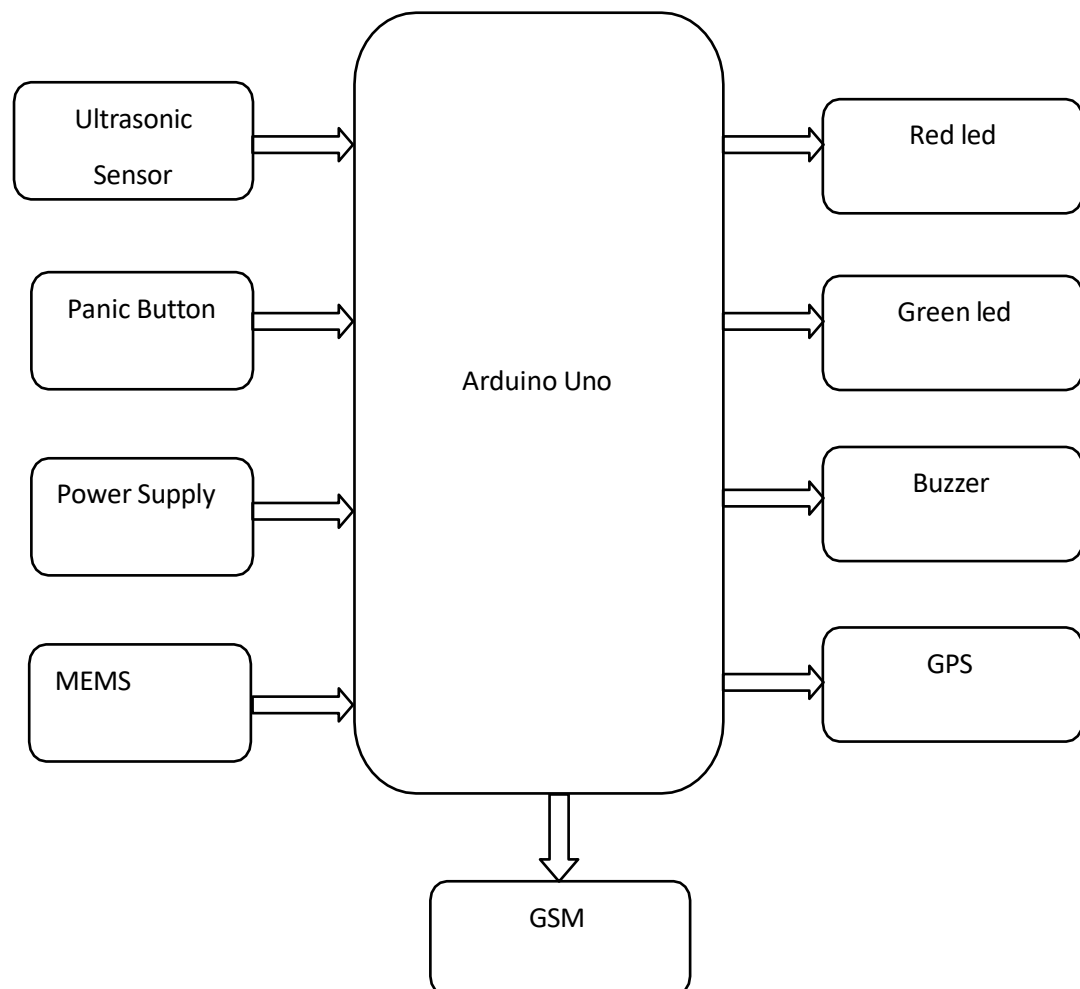 Ultrasonic
Sensor
Panic Button
Power Supply
MEMS
Arduino Uno
Red led
Green led
Buzzer
GPS
GSM